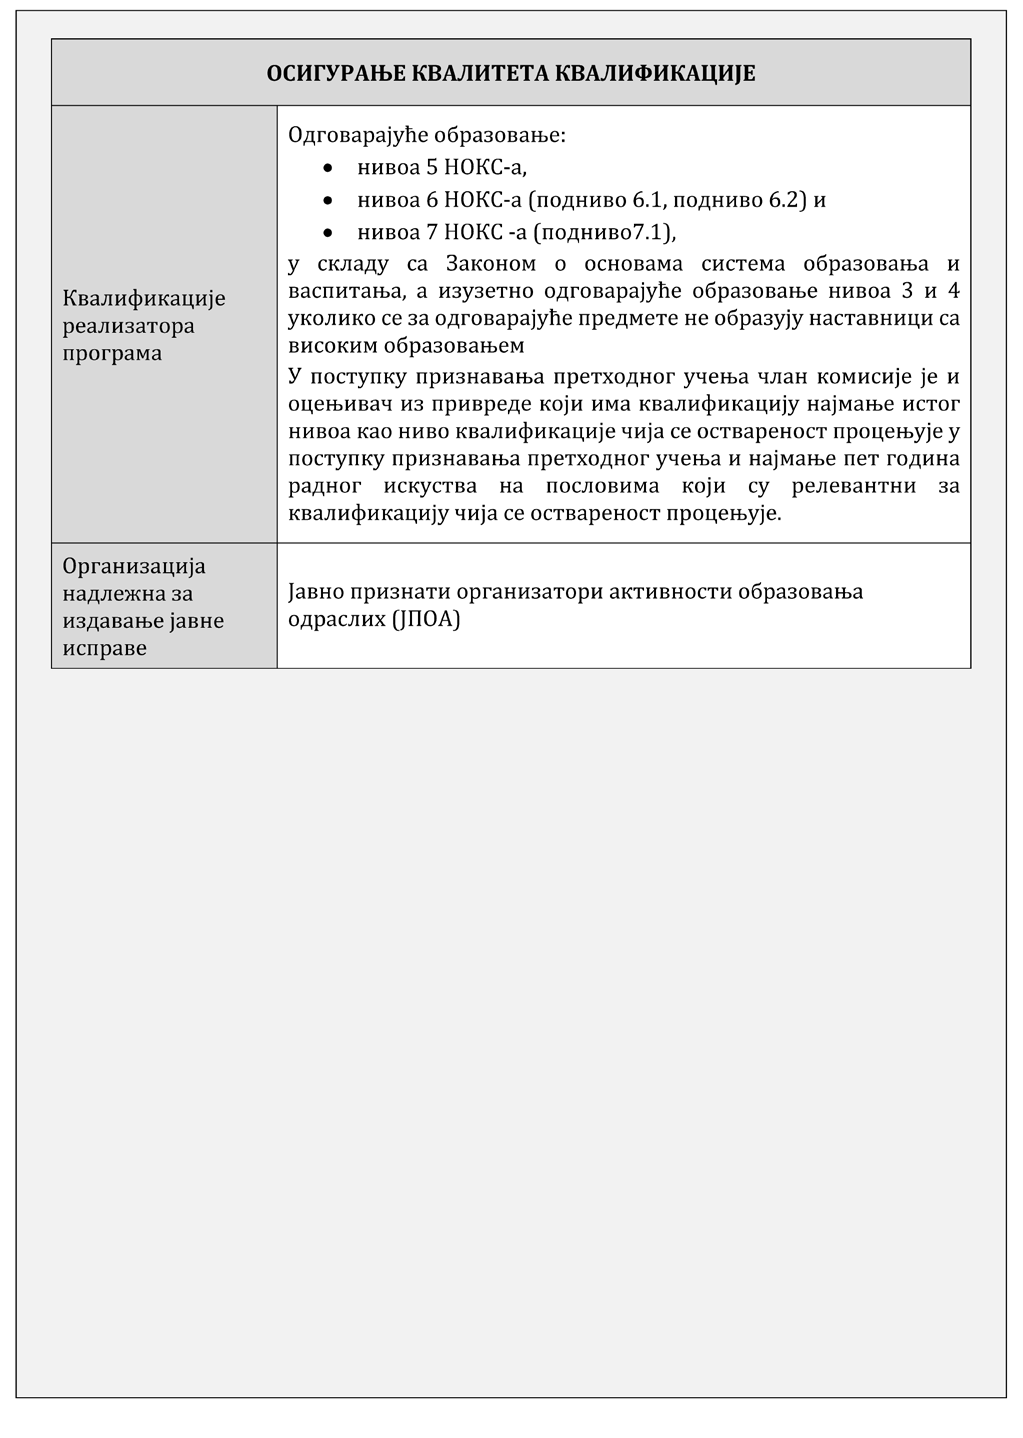 ОСИГУРАЊЕ КВАЛИТЕТА КВАЛИФИКАЦИЈЕ
Квалификације
реализатора
програма
Одговарајуће образовање:
• нивоа 5 НОКС-а,
• нивоа 6 НОКС-а (поднивo 6.1, поднивo 6.2) и
• нивоа 7 НОКС -а (поднивo7.1),
у складу са Законом о основама система образовања и
васпитања, а изузетно одговарајуће образовање нивоа 3 и 4
уколико се за одговарајуће предмете не образују наставници са
високим образовањем
У поступку признавања претходног учења члан комисије је и
оцењивач из привреде који има квалификацију најмање истог
нивоа као ниво квалификације чија се оствареност процењује у
поступку признавања претходног учења и најмање пет година
радног искуства на пословима који су релевантни за
квалификацију чија се оствареност процењује.
Организација
надлежна за
издавање јавне
исправе
Јавно признати организатори активности образовања
одраслих (ЈПОА)